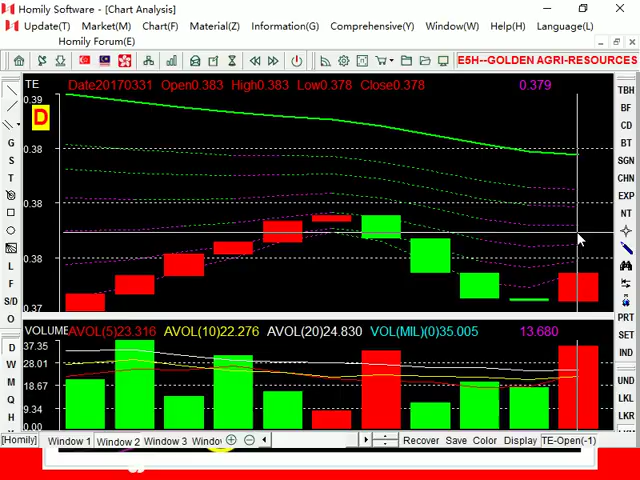 Homily Software - [Chart Analysis]
Update(T) Market(M) Chart(F) Material(Z) Information(G) Comprehensive(Y) Window(W) Help(H) Language(L)
Homily Forum(E)
E5H--GOLDEN AGRI-RESOURCES
TE Date20170331 Open0.383 High0.383 Low0.378 Close0.378 0.379
0.39
D
0.38
0.38
0.38
0.37
VOLUME AVOL(5)23.316 AVOL(10)22.276 AVOL(20)24.830 VOL(MIL)(0)35.005 13.680
37.35
28.01
18.67
9.34
0.00
G
S
T
L
F
S/D
O
D
W
M
Q
H
TBH
BF
CD
BT
SGN
CHN
EXP
NT
PRT
SET
IND
UND
LKL
LKR
[Homily] Window 1 Window 2 Window 3 Windo Recover Save Color Display TE-Open(-1)